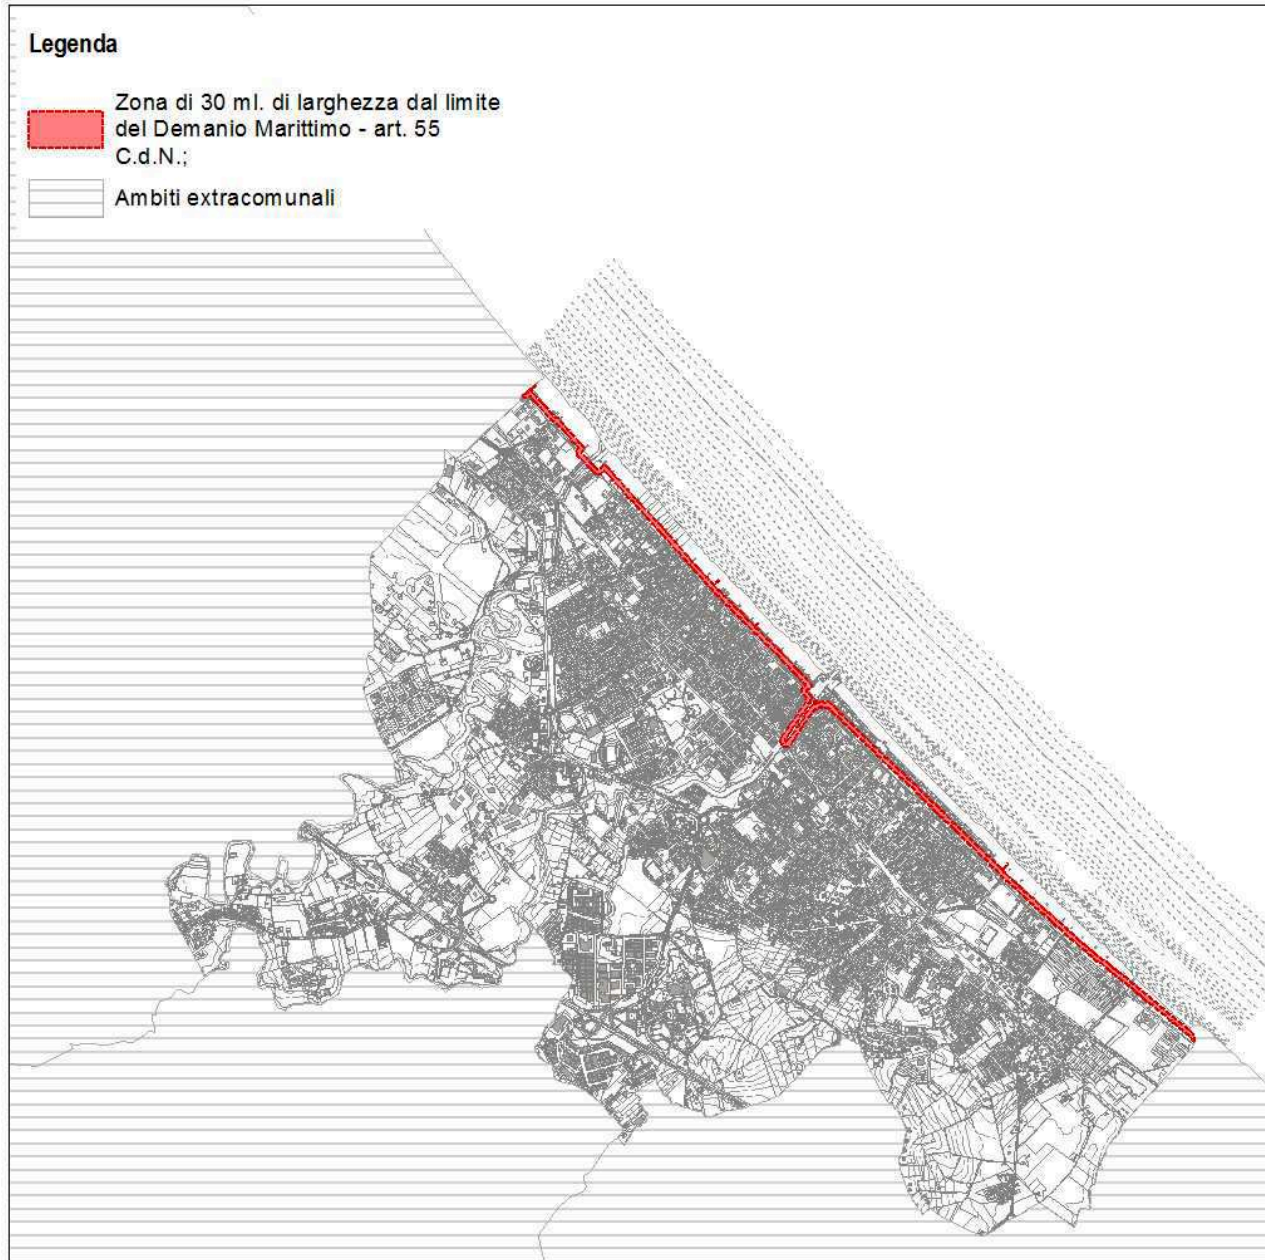 Legenda
Zona di 30 ml. di larghezza dal limite
del Demanio Marittimo - art. 55
C.d.N.;
Ambiti extracomunali